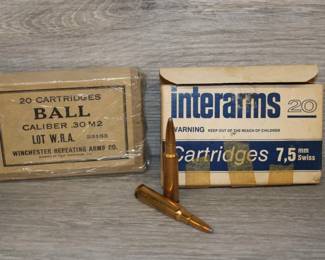 20 CARTRIDGES
BALL
CALIBER .30 M2
LOT W.R.A.
WINCHESTER REPEATING ARMS CO.
interarms 20
WARNING KEEP OUT OF THE REACH OF CHILDREN
Cartridges 7,5 mm
Swiss